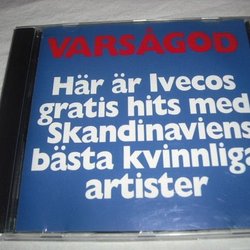 VARSÅGOD
Här är Ivecos
gratis hits med
Skandinaviens
bästa kvinnliga
artister